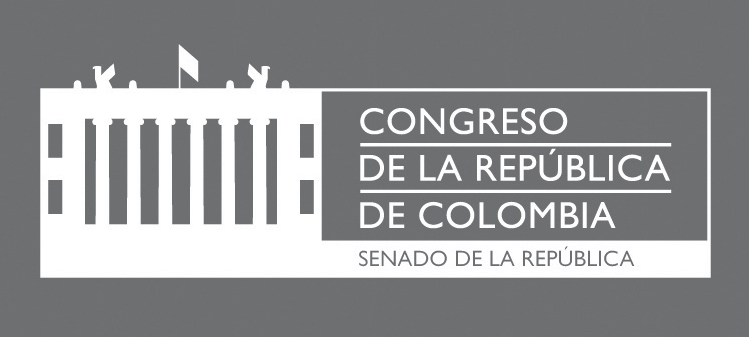 CONGRESO
DE LA REPÚBLICA
DE COLOMBIA
SENADO DE LA REPÚBLICA